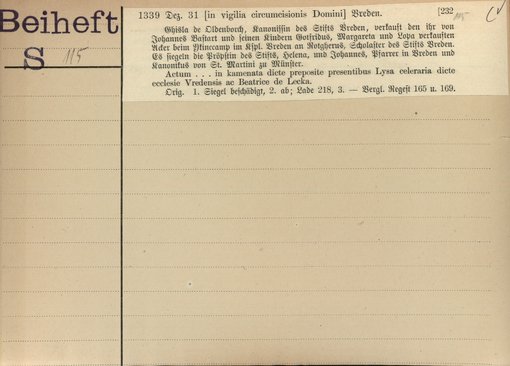 Beiheft
S 115
1339 Dez. 31 [in vigilia circumcisionis Domini] Vreden. [232
115
Ghisla de Oldenborch, Kanonissin des Stifts Vreden, verkauft den ihr von
Johannes Bastart und seinen Kindern Gotfridus, Margareta und Lopa verkauften
Acker beim Hkincamp im Kspl. Vreden an Rotgherus, Scholaster des Stifts Vreden.
Es siegeln die Pröpstin des Stifts, Helena, und Johannes, Pfarrer in Vreden und
Kanonikus von St. Martini zu Münster.
Actum . . . in kamenata dicte preposite presentibus Lysa celeraria dicte
ecclesie Vredensis ac Beatrice de Lecka.
Orig. 1. Siegel beschädigt, 2. ab; Lade 218, 3. — Vergl. Regest 165 u. 169.